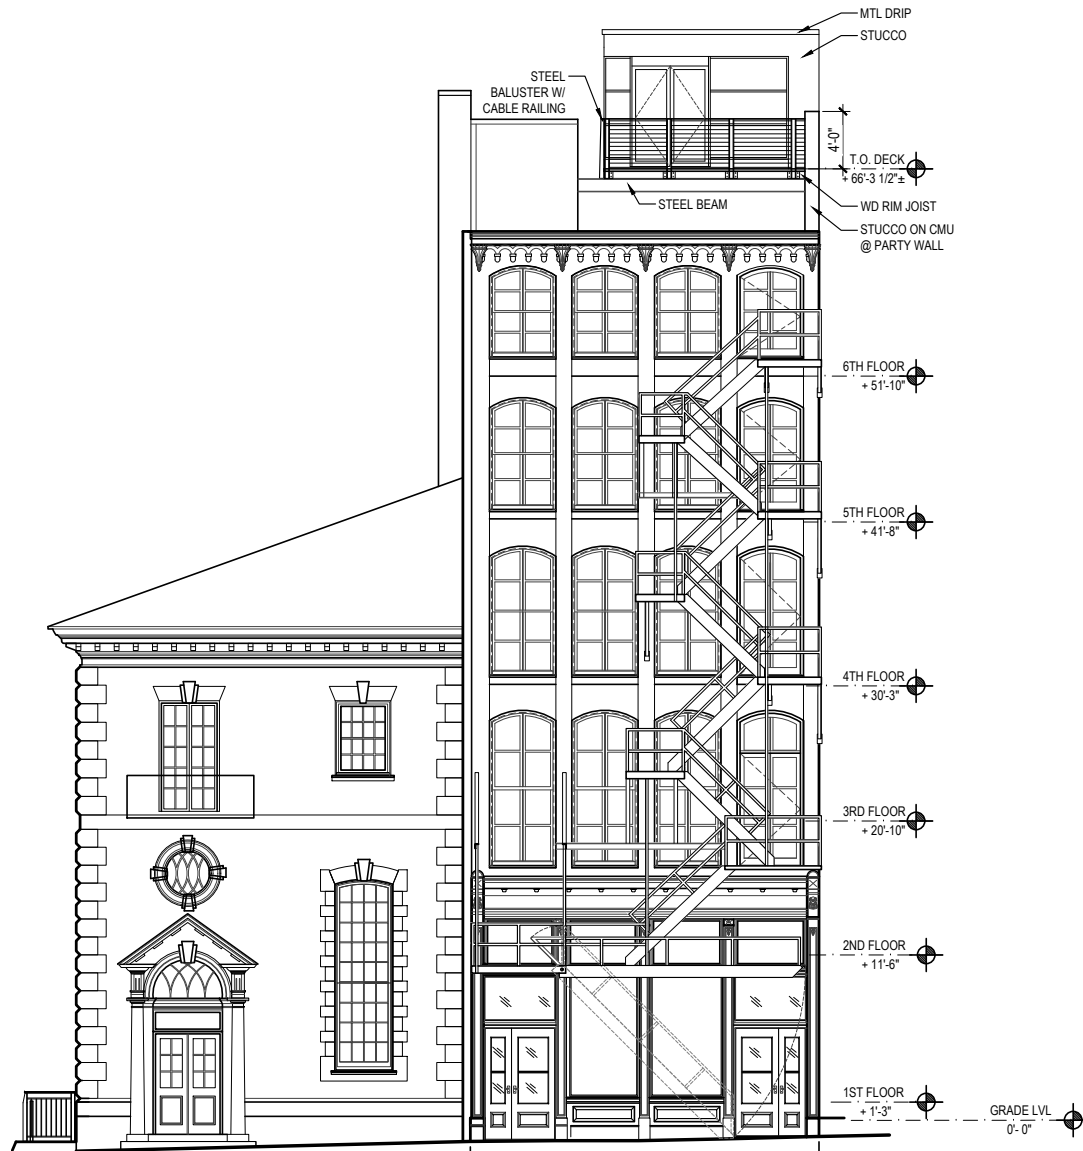 MTL DRIP
STUCCO
STEEL
BALUSTER W/
CABLE RAILING
4'-0"
T.O. DECK
+ 66'-3 1/2"±
STEEL BEAM
WD RIM JOIST
STUCCO ON CMU
@ PARTY WALL
6TH FLOOR
+ 51'-10"
5TH FLOOR
+ 41'-8"
4TH FLOOR
+ 30'-3"
3RD FLOOR
+ 20'-10"
2ND FLOOR
+ 11'-6"
1ST FLOOR
+ 1'-3"
GRADE LVL
0'- 0"